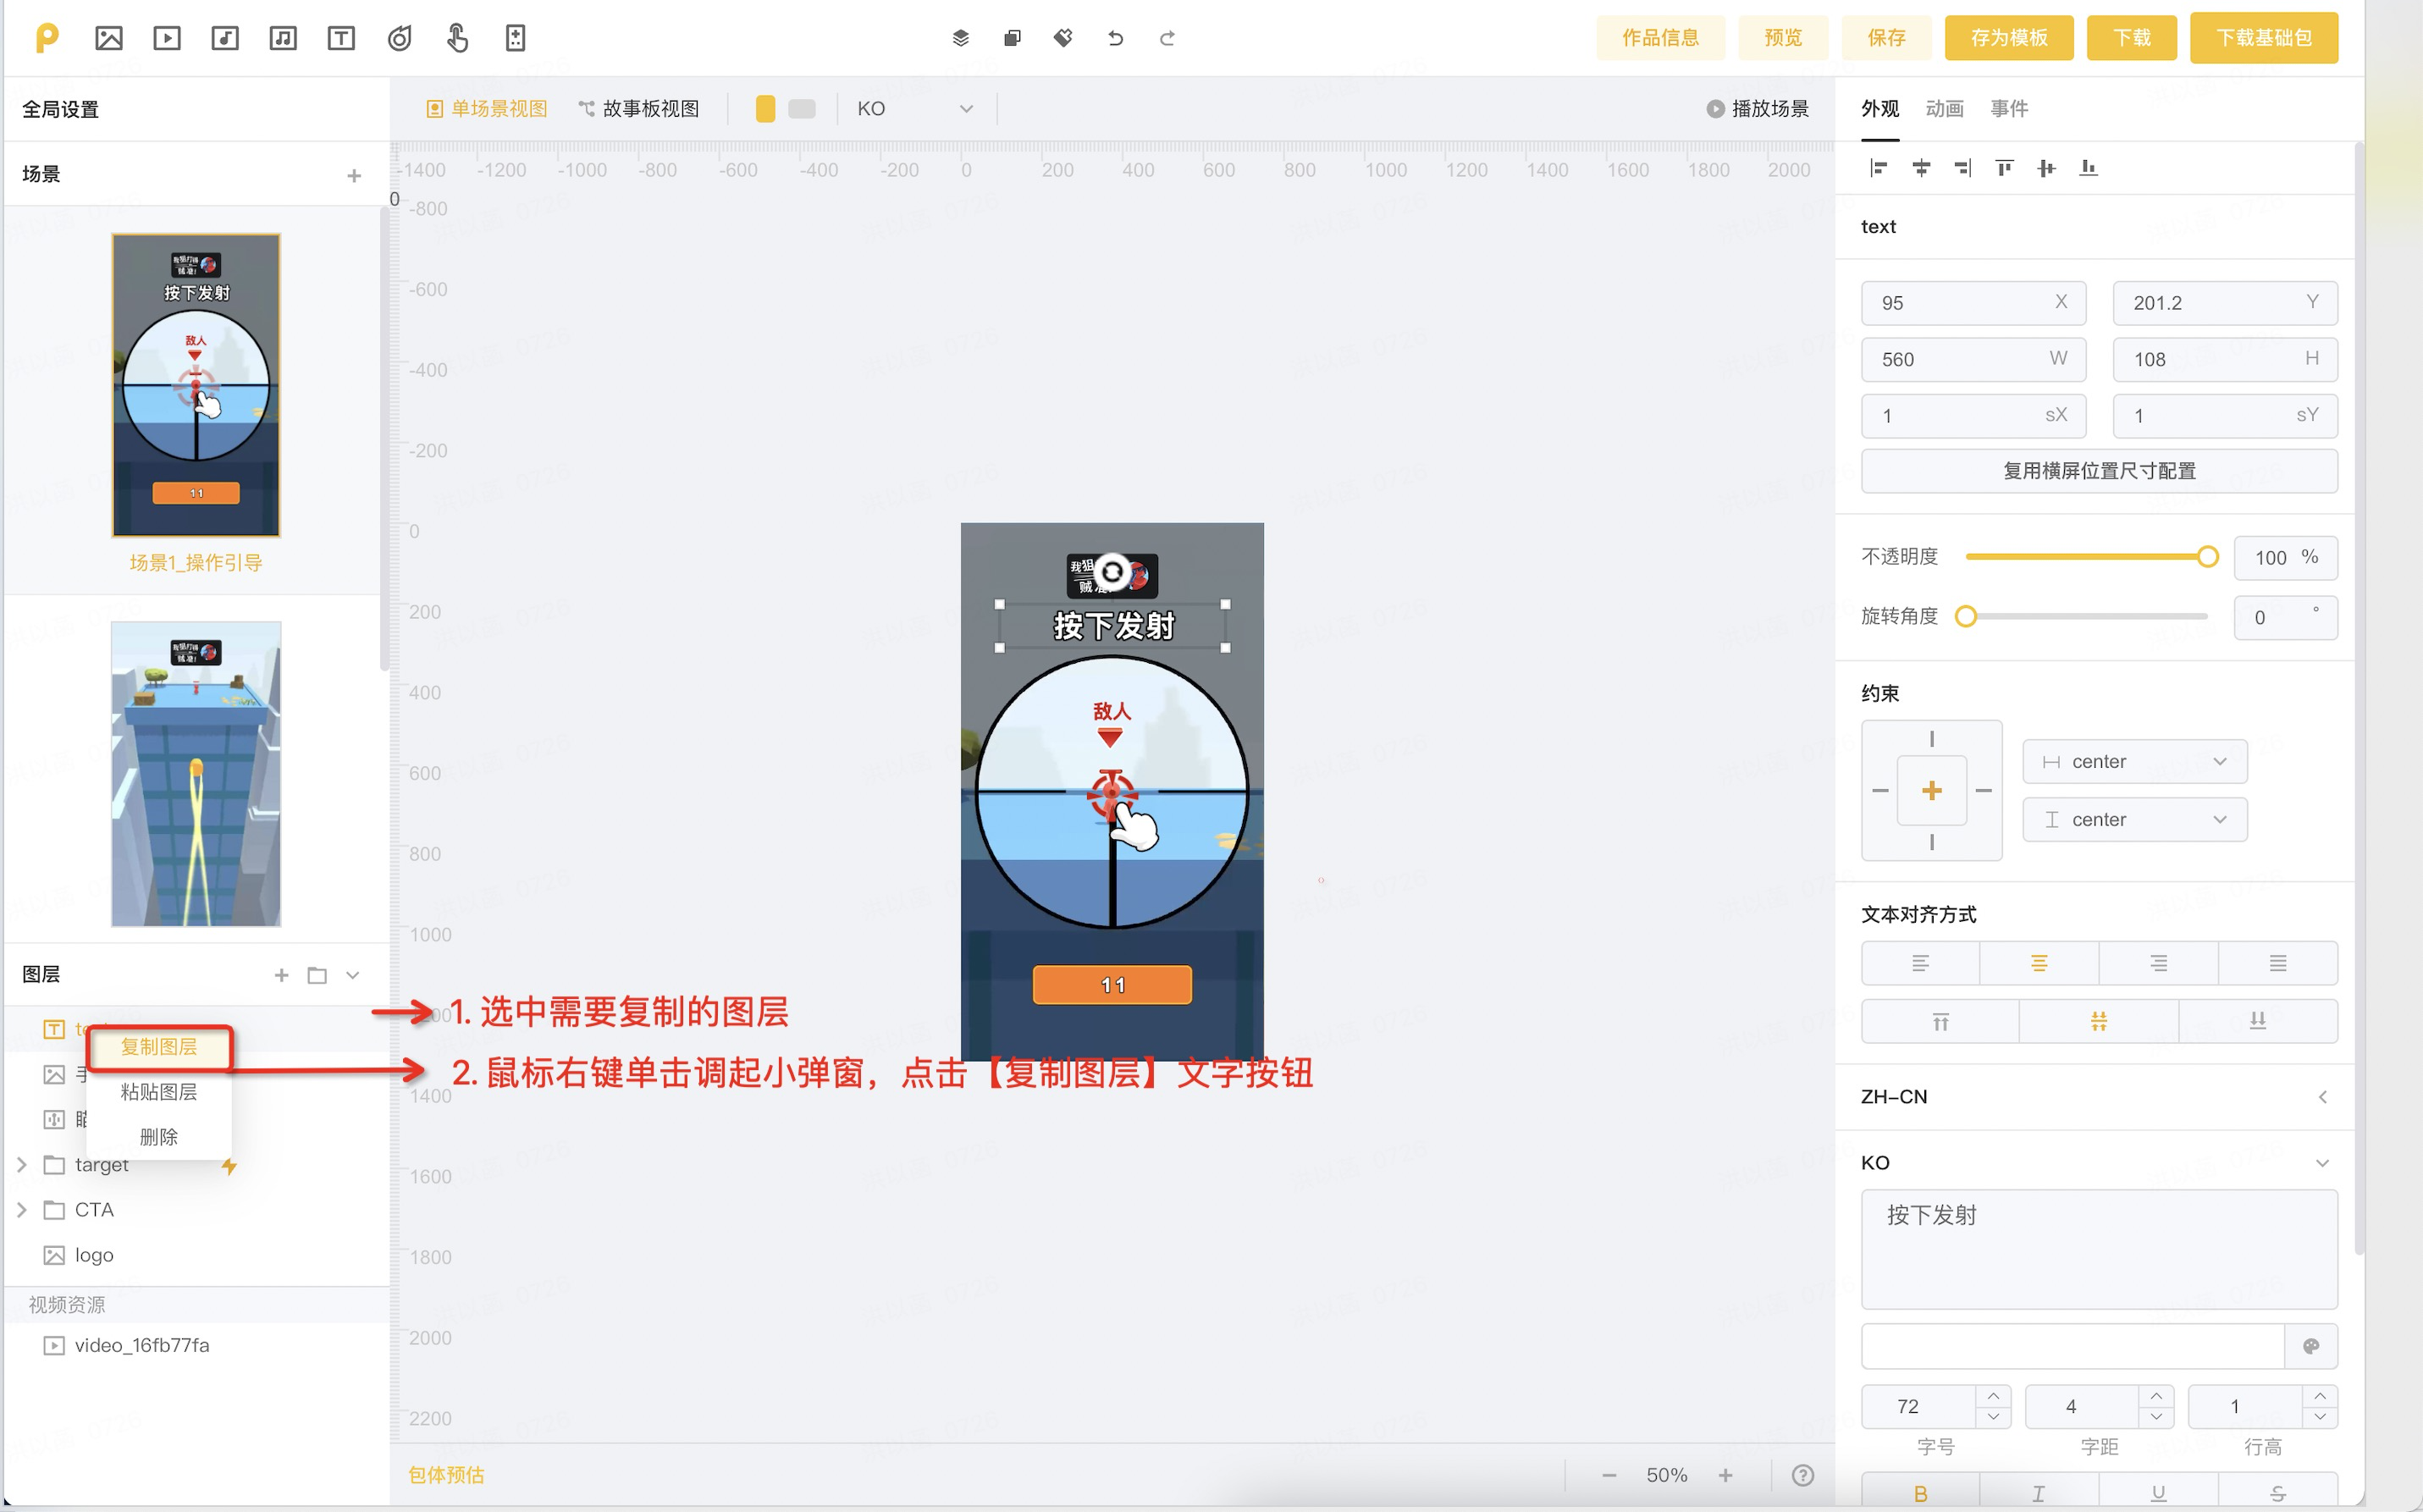 作品信息
预览
保存
存为模板
下载
下载基础包
全局设置
单场景视图
故事板视图
KO
播放场景
外观
动画
事件
场景
-1400 -1200 -1000 -800 -600 -400 -200 0 200 400 600 800 1000 1200 1400 1600 1800 2000
0
-800
-600
-400
-200
0
200
400
600
800
1000
1400
1600
1800
2000
2200
按下发射
敌人
11
场景1_操作引导
按下发射
敌人
11
图层
复制图层
粘贴图层
删除
target
CTA
logo
视频资源
video_16fb77fa
1. 选中需要复制的图层
2. 鼠标右键单击调起小弹窗，点击【复制图层】文字按钮
包体预估
50%
text
95 X
201.2 Y
560 W
108 H
1 sX
1 sY
复用横屏位置尺寸配置
不透明度
100 %
旋转角度
0 °
约束
center
center
文本对齐方式
ZH-CN
KO
按下发射
72
4
1
字号
字距
行高
B
I
U
S